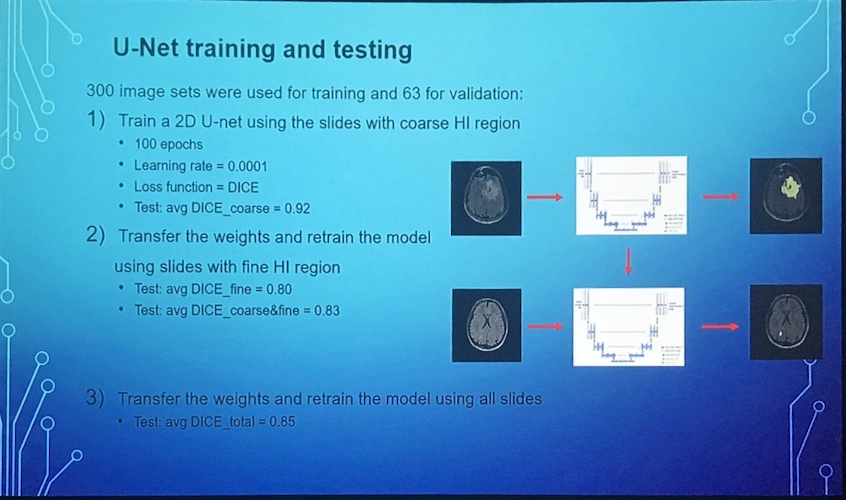 U-Net training and testing
300 image sets were used for training and 63 for validation:
1) Train a 2D U-net using the slides with coarse HI region
• 100 epochs
• Learning rate = 0.0001
• Loss function = DICE
• Test: avg DICE_coarse = 0.92
2) Transfer the weights and retrain the model
using slides with fine HI region
• Test: avg DICE_fine = 0.80
• Test: avg DICE_coarse&fine = 0.83
3) Transfer the weights and retrain the model using all slides
• Test: avg DICE_total = 0.85